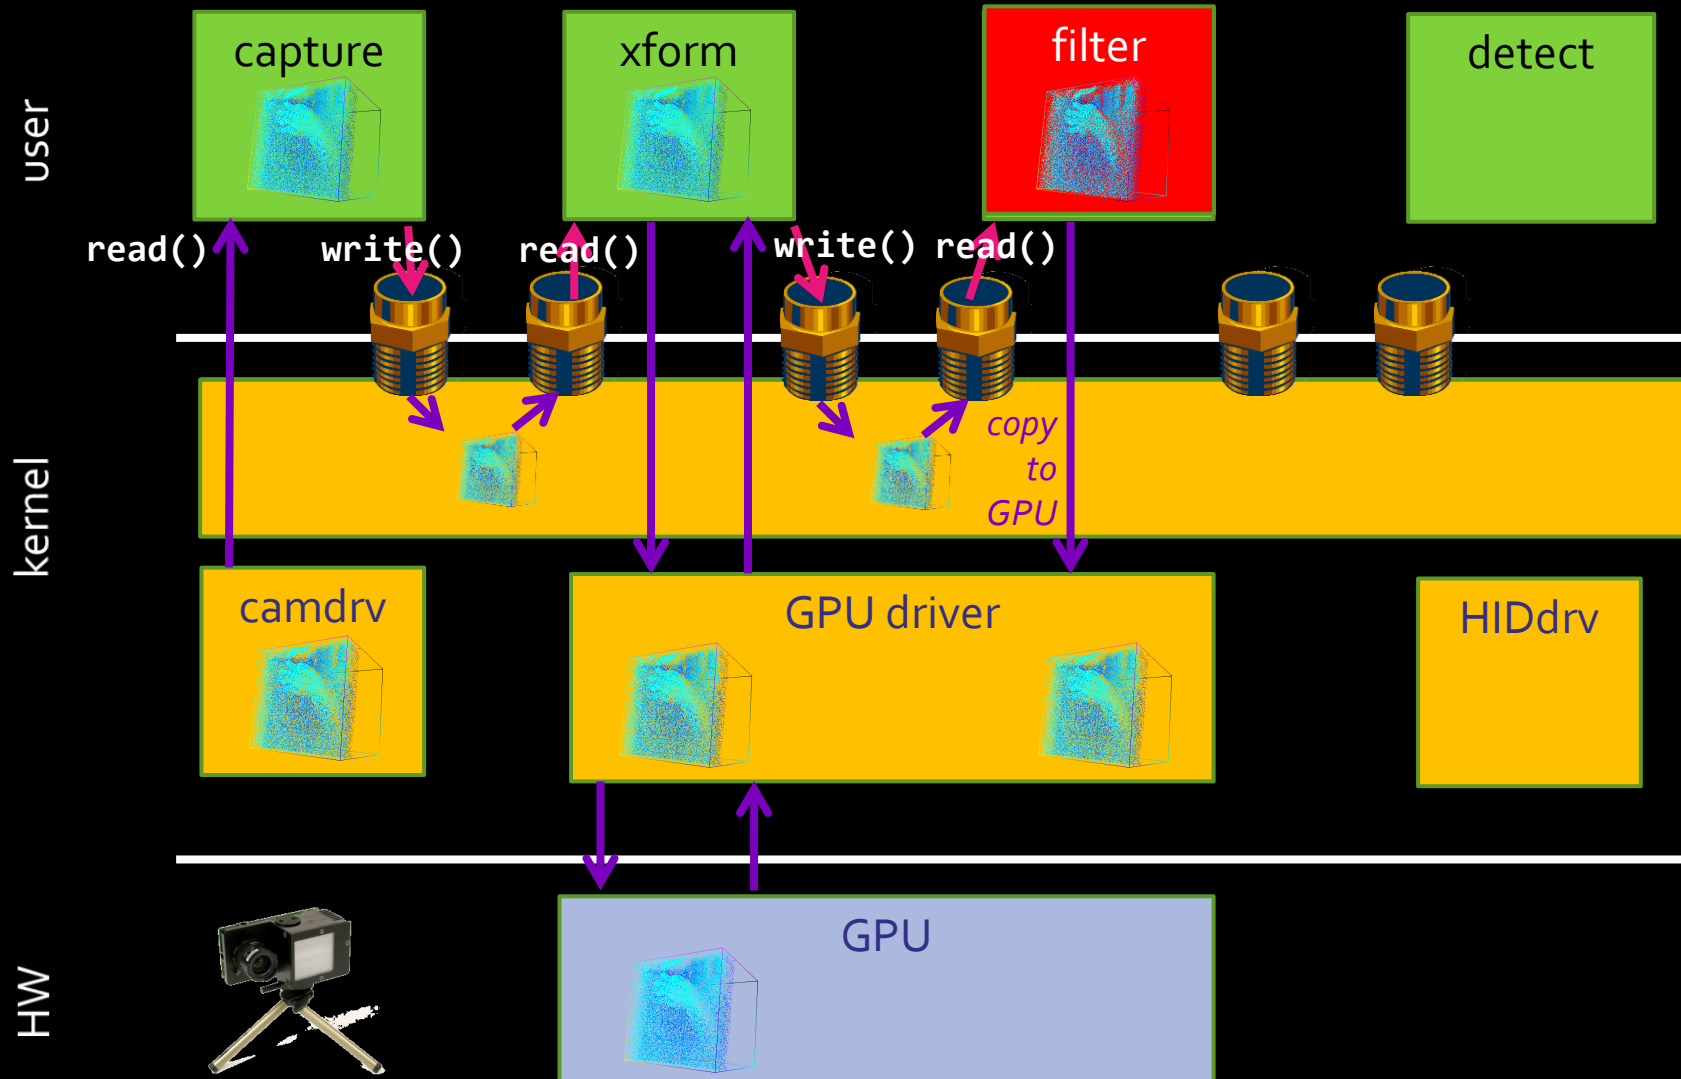 user
capture
xform
filter
detect
read()
write()
read()
write()
read()
kernel
copy
to
GPU
camdrv
GPU driver
HIDdrv
HW
GPU